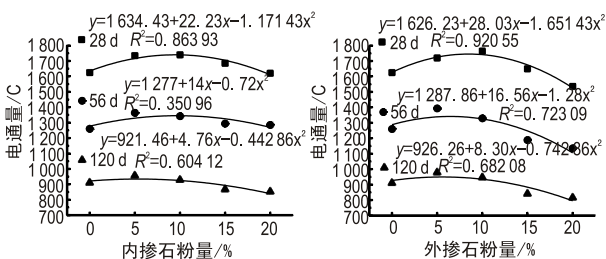 y=1 634.43+22.23x-1.171 43x²
28 d R²=0.863 93
y=1 277+14x-0.72x²
56 d R²=0.350 96
y=921.46+4.76x-0.442 86x²
120 d R²=0.604 12
电通量/C
1 800
1 700
1 600
1 500
1 400
1 300
1 200
1 100
1 000
900
800
700
0 5 10 15 20
内掺石粉量/%
y=1 626.23+28.03x-1.651 43x²
28 d R²=0.920 55
y=1 287.86+16.56x-1.28x²
56 d R²=0.723 09
y=926.26+8.30x-0.742 86x²
120 d R²=0.682 08
电通量/C
1 800
1 700
1 600
1 500
1 400
1 300
1 200
1 100
1 000
900
800
700
0 5 10 15 20
外掺石粉量/%